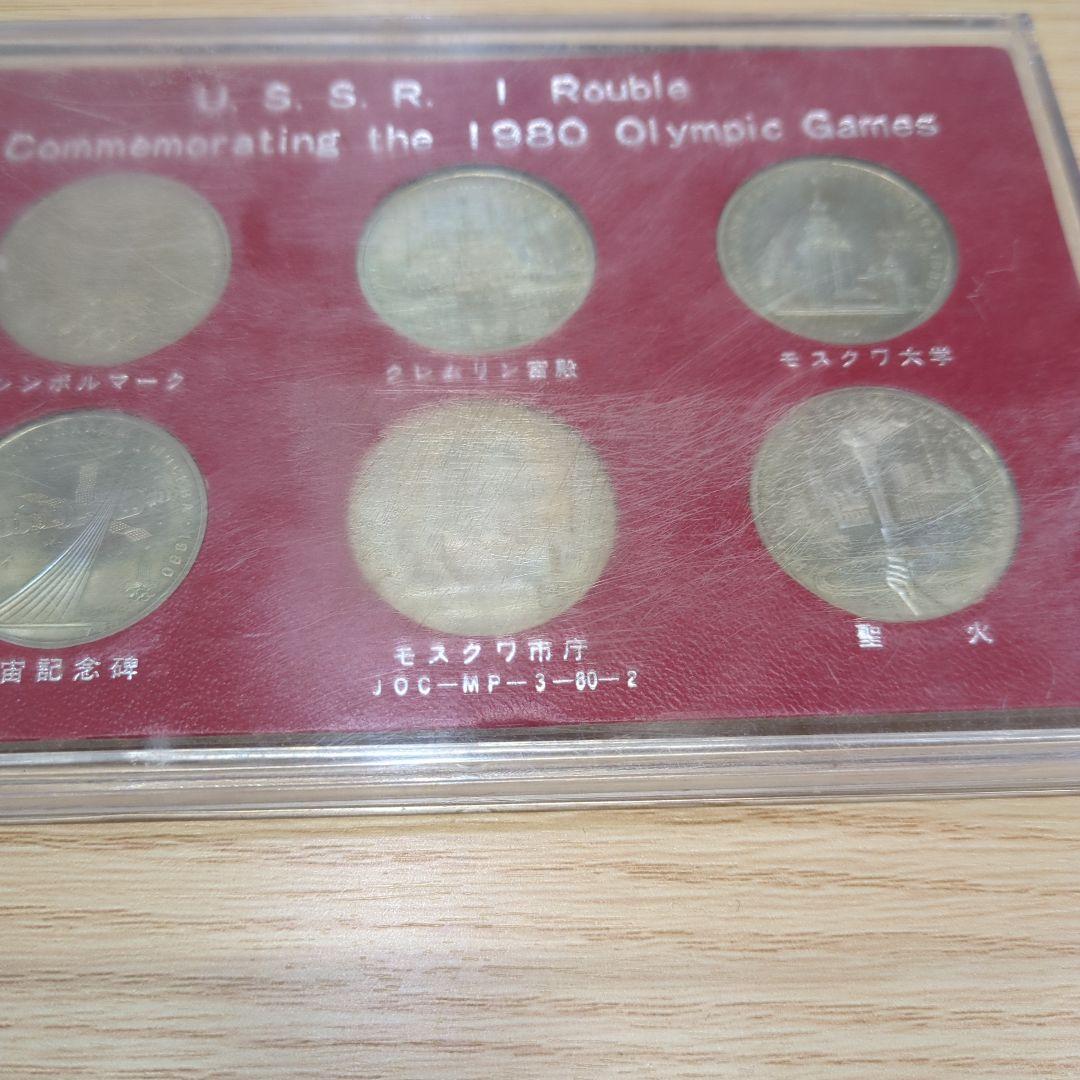 U. S. S. R. 1 Rouble
Commemorating the 1980 Olympic Games
シンボルマーク
クレムリン宮殿
モスクワ大学
宙記念碑
モスクワ市庁
聖 火
JOC—MP—3—80—2
1980